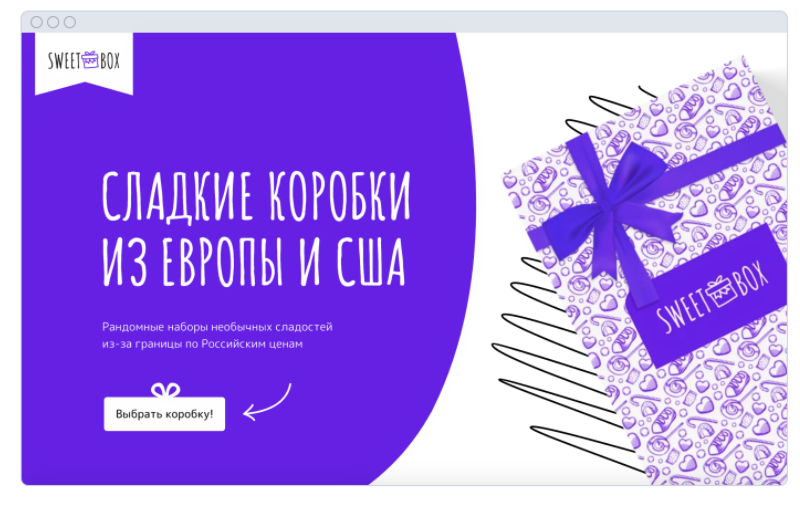 SWEET BOX
СЛАДКИЕ КОРОБКИ
ИЗ ЕВРОПЫ И США
Рандомные наборы необычных сладостей
из-за границы по Российским ценам
Выбрать коробку!
SWEET BOX